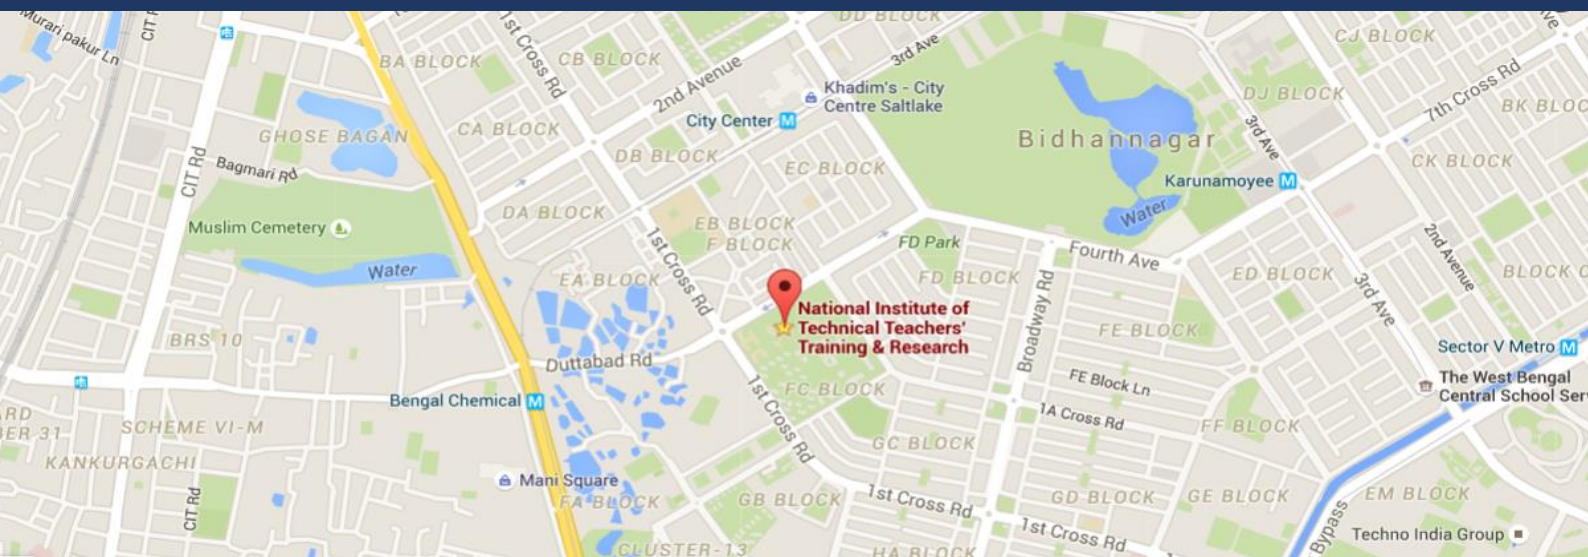 Murari pakur Ln
CIT R
1st Cross Rd
DD BLOCK
CJ BLOCK
BA BLOCK
CB BLOCK
3rd Ave
2nd Avenue
Khadim's - City
Centre Saltlake
DJ BLOCK
7th Cross Rd
BK BLOC
City Center M
CA BLOCK
GHOSE BAGAN
Bidhannagar
3rd Ave
DB BLOCK
EC BLOCK
CK BLOCK
CIT Rd
Bagmari Rd
Karunamoyee M
DA BLOCK
Water
Muslim Cemetery
EB BLOCK
F BLOCK
1st Cross Rd
FD Park
2nd Avenue
Fourth Ave
Water
EA BLOCK
FD BLOCK
ED BLOCK
BLOCK C
3rd Ave
Broadway Rd
National Institute of
Technical Teachers'
Training & Research
BRS 10
FE BLOCK
Sector V Metro M
Duttabad Rd
FE Block Ln
The West Bengal
Central School Ser
FC BLOCK
Bengal Chemical M
1st Cross Rd
1A Cross Rd
ARD
BER 31
SCHEME VI-M
FF BLOCK
GC BLOCK
KANKURGACHI
Mani Square
CIT Rd
FA BLOCK
GB BLOCK
1st Cross Rd
GD BLOCK
GE BLOCK
EM BLOCK
Bypass
1st Cross Rd
Techno India Group
CLUSTER-13
HA BLOCK